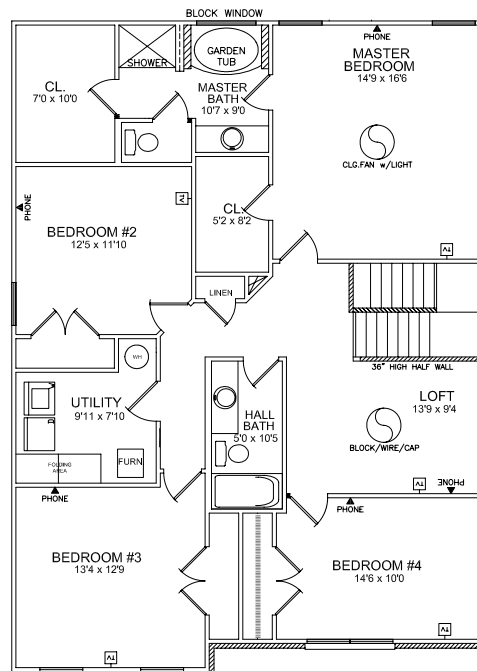 BLOCK WINDOW
PHONE
SHOWER
GARDEN
TUB
MASTER
BEDROOM
14'9 x 16'6
CL.
7'0 x 10'0
MASTER
BATH
10'7 x 9'0
CLG.FAN w/LIGHT
TV
PHONE
CL.
5'2 x 8'2
BEDROOM #2
12'5 x 11'10
TV
LINEN
WH
36" HIGH HALF WALL
UTILITY
9'11 x 7'10
HALL
BATH
5'0 x 10'5
LOFT
13'9 x 9'4
BLOCK/WIRE/CAP
FOLDING
AREA
FURN
PHONE
TV
PHONE
PHONE
BEDROOM #3
13'4 x 12'9
BEDROOM #4
14'6 x 10'0
TV
TV